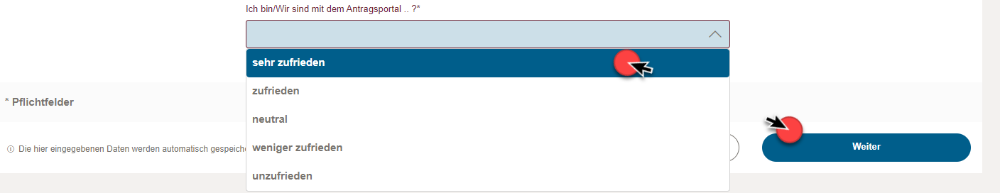 Ich bin/Wir sind mit dem Antragsportal .. ?*
sehr zufrieden
zufrieden
* Pflichtfelder
neutral
weniger zufrieden
Die hier eingegebenen Daten werden automatisch gespeiche
Weiter
unzufrieden